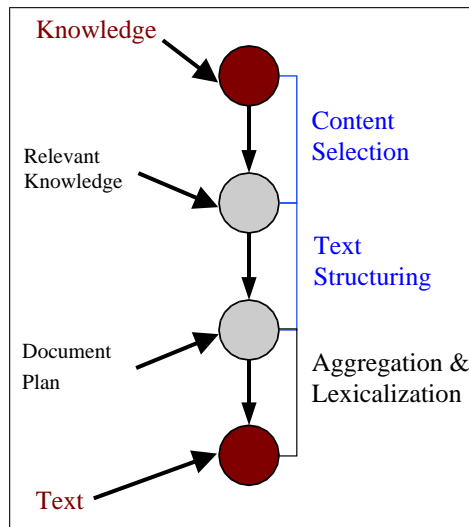 Knowledge
Content
Selection
Relevant
Knowledge
Text
Structuring
Document
Plan
Aggregation &
Lexicalization
Text